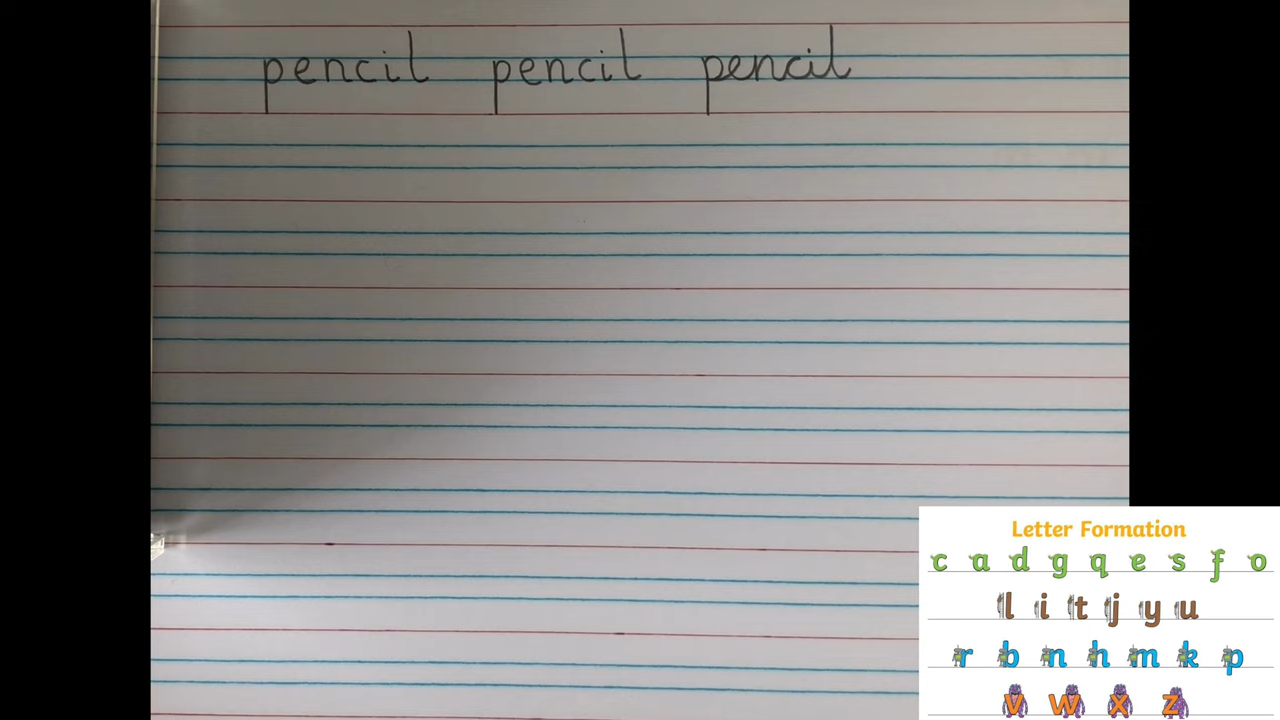 pencil pencil pencil
Letter Formation
c a d g q e s f o
l i t j y u
r b n h m k p
v w x z